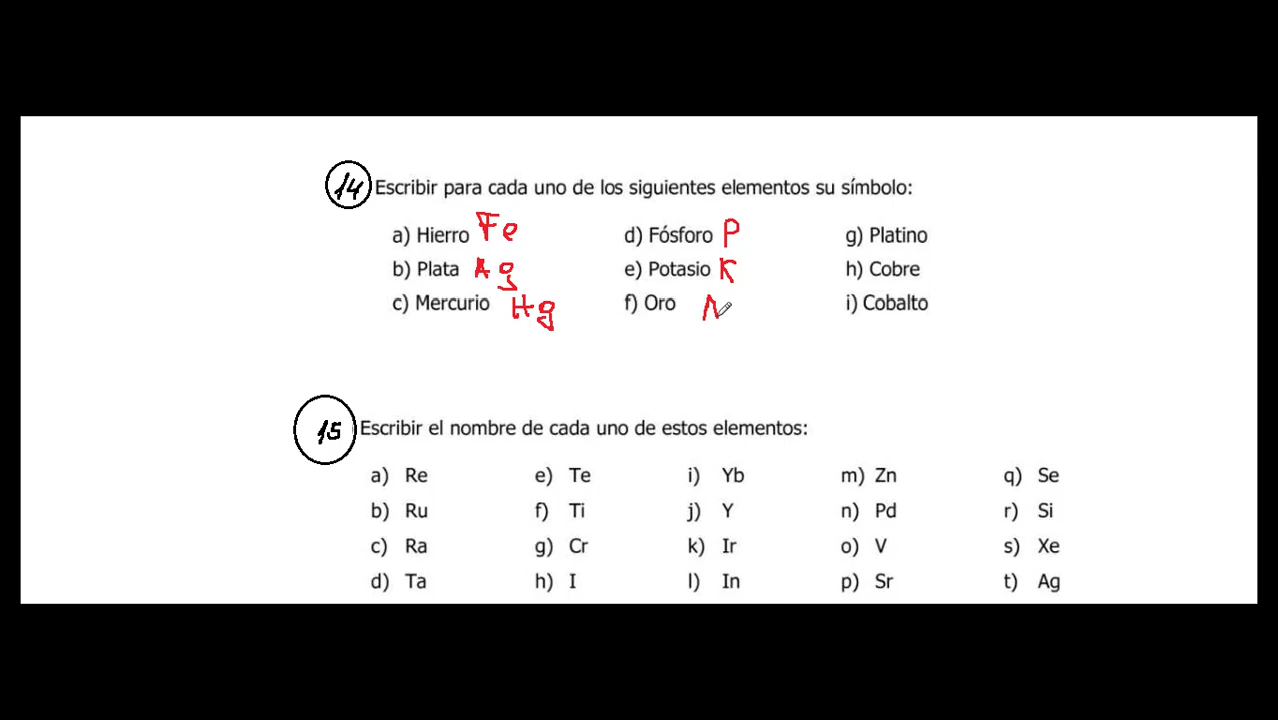 14 Escribir para cada uno de los siguientes elementos su símbolo:
a) Hierro Fe d) Fósforo P g) Platino
b) Plata Ag e) Potasio K h) Cobre
c) Mercurio Hg f) Oro i) Cobalto
15 Escribir el nombre de cada uno de estos elementos:
a) Re e) Te i) Yb m) Zn q) Se
b) Ru f) Ti j) Y n) Pd r) Si
c) Ra g) Cr k) Ir o) V s) Xe
d) Ta h) I l) In p) Sr t) Ag